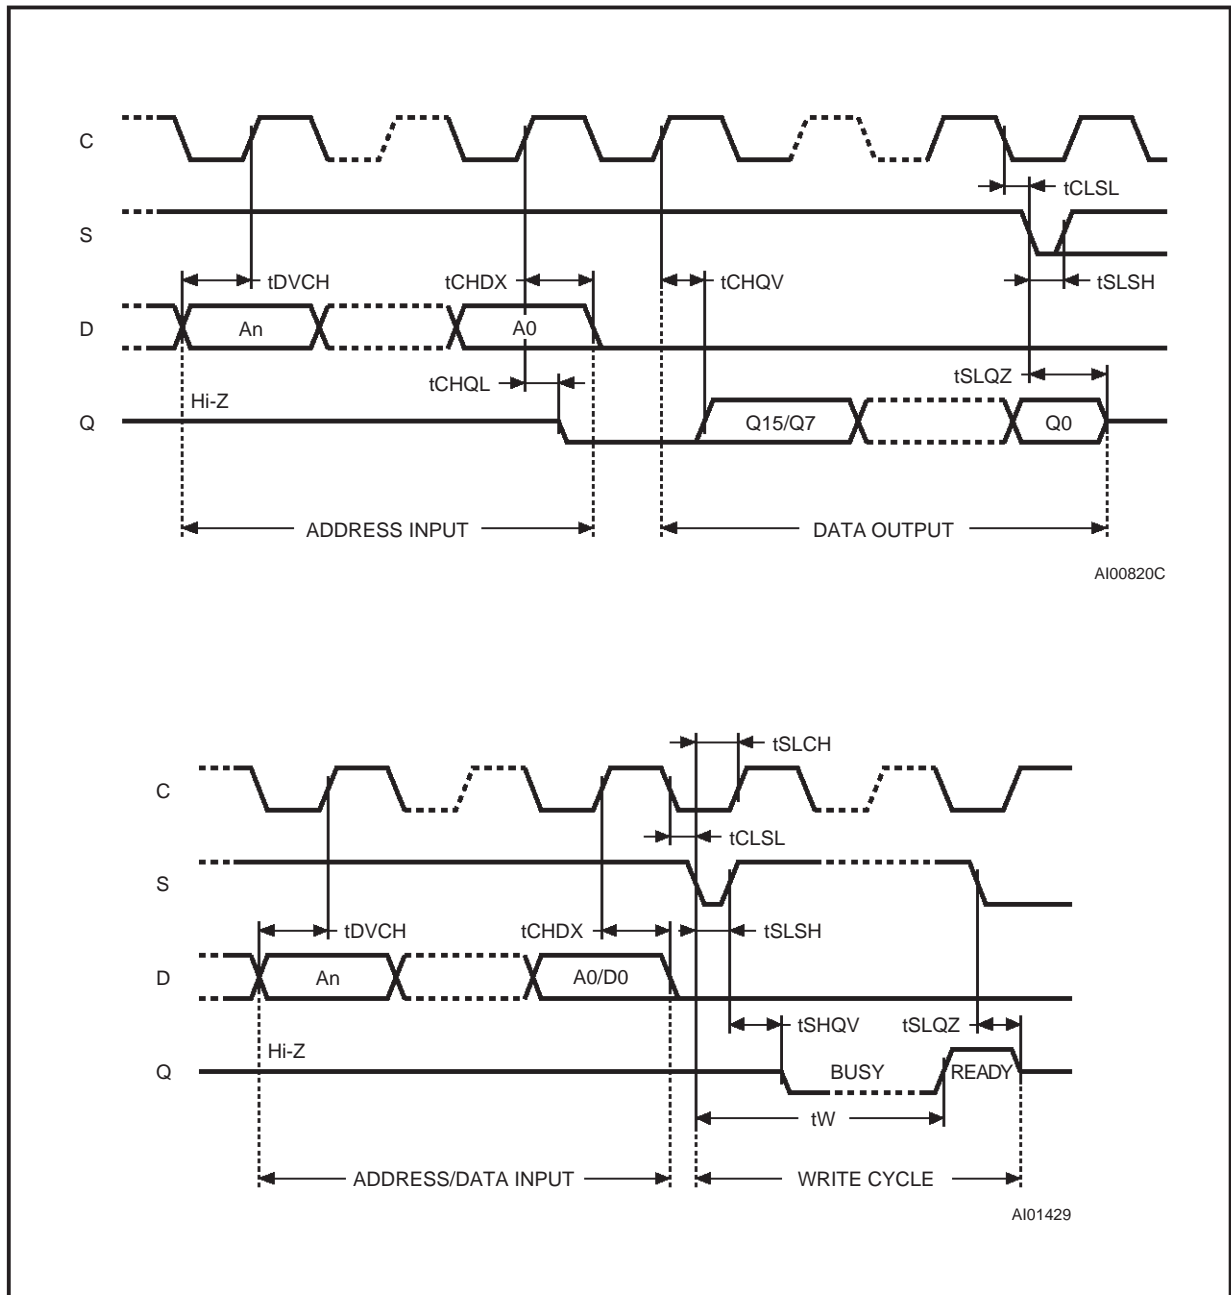 C
tCLSL
S
tDVCH tCHDX tCHQV tSLSH
D An A0
tCHQL tSLQZ
Hi-Z
Q Q15/Q7 Q0
ADDRESS INPUT DATA OUTPUT
AI00820C
tSLCH
C
tCLSL
S
tDVCH tCHDX tSLSH
D An A0/D0
tSHQV tSLQZ
Hi-Z
Q BUSY READY
tW
ADDRESS/DATA INPUT WRITE CYCLE
AI01429